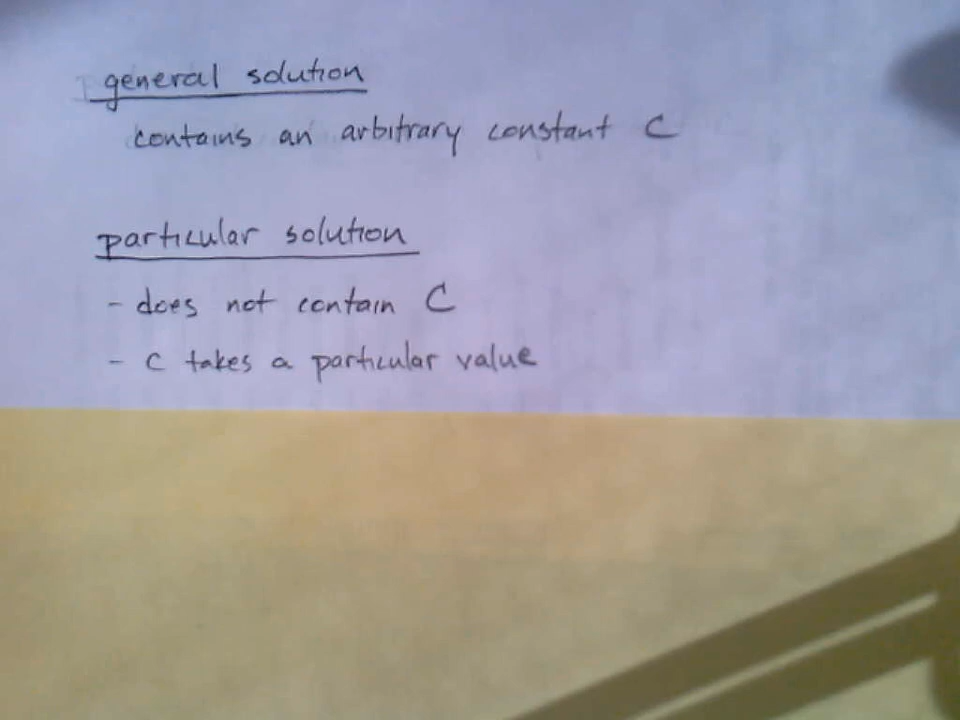 general solution
contains an arbitrary constant C
particular solution
- does not contain C
- C takes a particular value